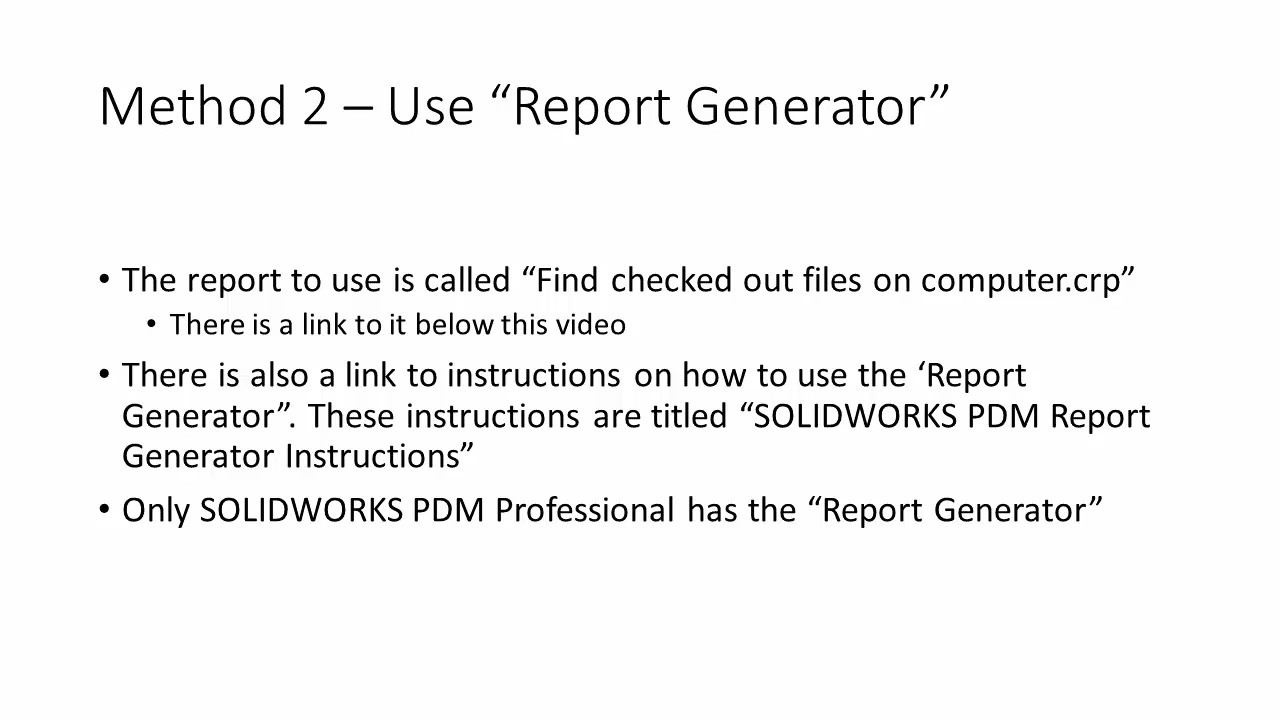 Method 2 – Use “Report Generator”
• The report to use is called “Find checked out files on computer.crp”
• There is a link to it below this video
• There is also a link to instructions on how to use the ‘Report
Generator”. These instructions are titled “SOLIDWORKS PDM Report
Generator Instructions”
• Only SOLIDWORKS PDM Professional has the “Report Generator”